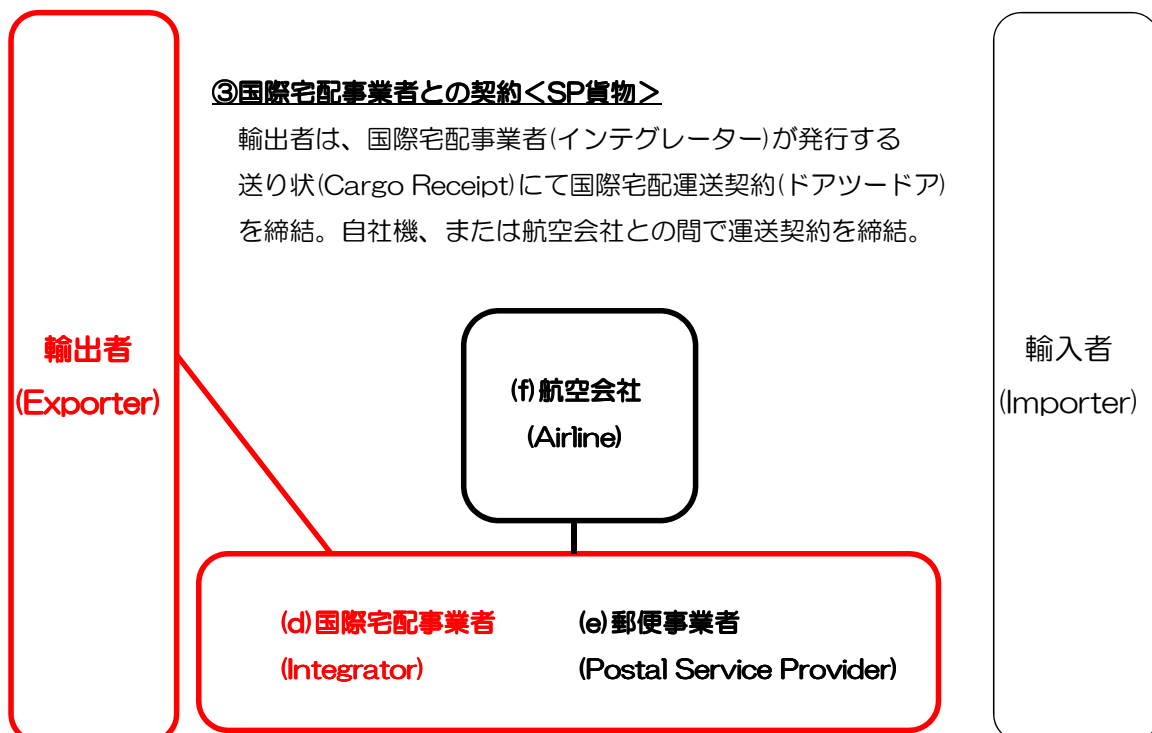 ③国際宅配事業者との契約<SP貨物>
輸出者は、国際宅配事業者(インテグレーター)が発行する
送り状(Cargo Receipt)にて国際宅配運送契約(ドアツードア)
を締結。自社機、または航空会社との間で運送契約を締結。
輸出者
(Exporter)
(f)航空会社
(Airline)
輸入者
(Importer)
(d)国際宅配事業者
(Integrator)
(e)郵便事業者
(Postal Service Provider)